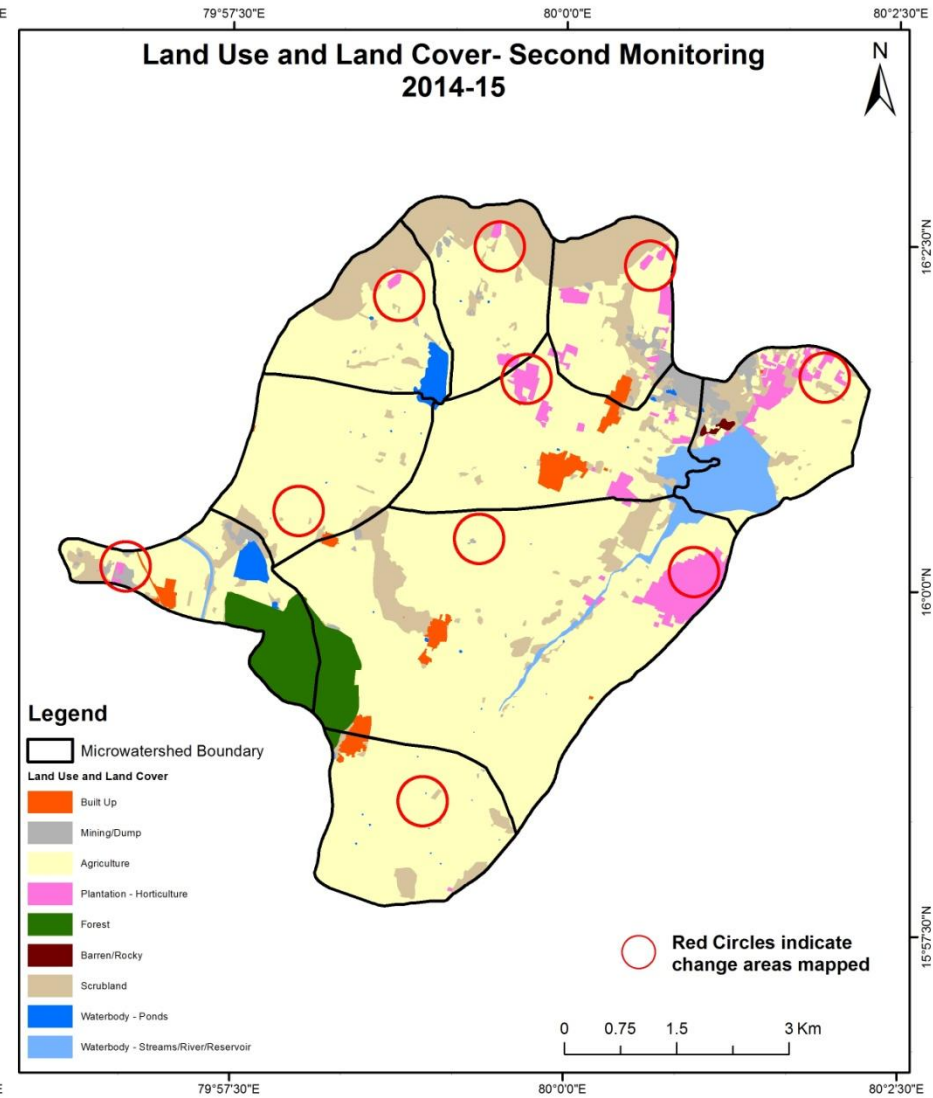 79°57'30"E 80°0'0"E 80°2'30"E
Land Use and Land Cover- Second Monitoring
2014-15
N
16°2'30"N
16°0'0"N
15°57'30"N
Legend
Microwatershed Boundary
Land Use and Land Cover
Built Up
Mining/Dump
Agriculture
Plantation - Horticulture
Forest
Barren/Rocky
Scrubland
Waterbody - Ponds
Waterbody - Streams/River/Reservoir
Red Circles indicate
change areas mapped
0 0.75 1.5 3 Km
79°57'30"E 80°0'0"E 80°2'30"E